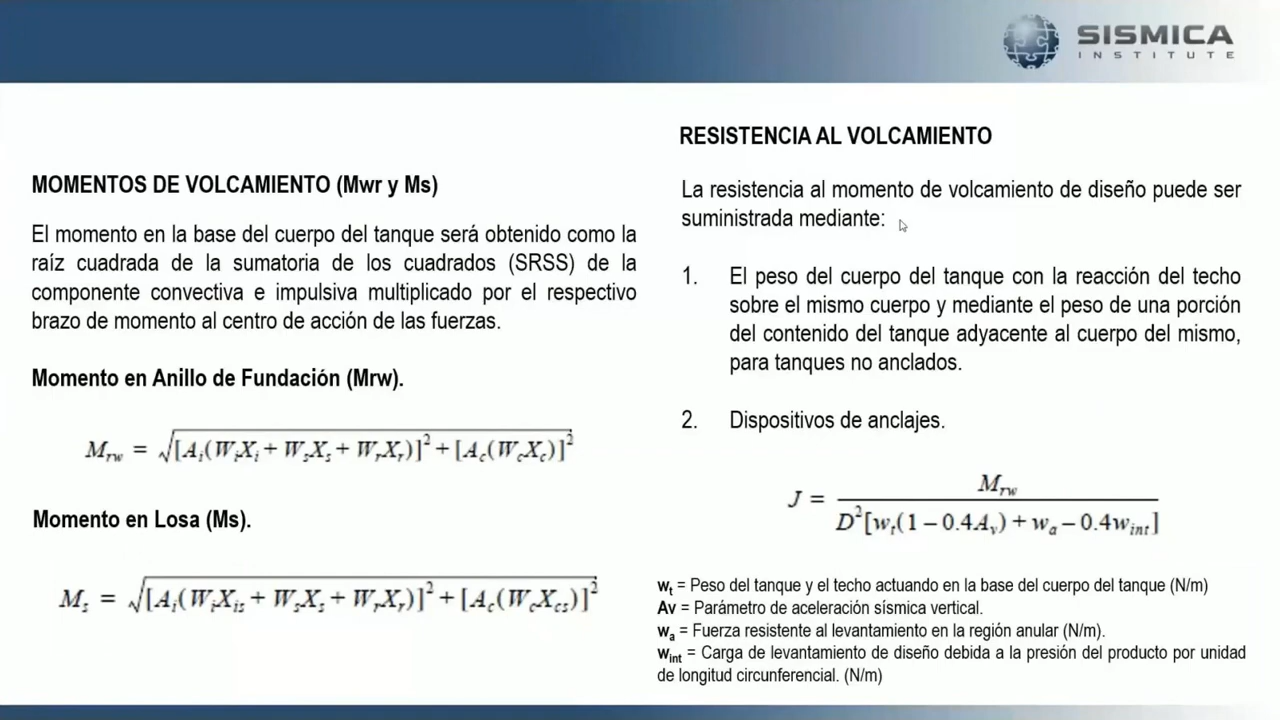 SISMICA
INSTITUTE
MOMENTOS DE VOLCAMIENTO (Mwr y Ms)
El momento en la base del cuerpo del tanque será obtenido como la
raíz cuadrada de la sumatoria de los cuadrados (SRSS) de la
componente convectiva e impulsiva multiplicado por el respectivo
brazo de momento al centro de acción de las fuerzas.
Momento en Anillo de Fundación (Mrw).
M_rw = √([A_i(W_iX_i + W_sX_s + W_rX_r)]² + [A_c(W_cX_c)]²)
Momento en Losa (Ms).
M_s = √([A_i(W_iX_is + W_sX_s + W_rX_r)]² + [A_c(W_cX_cs)]²)
RESISTENCIA AL VOLCAMIENTO
La resistencia al momento de volcamiento de diseño puede ser
suministrada mediante:
1. El peso del cuerpo del tanque con la reacción del techo
sobre el mismo cuerpo y mediante el peso de una porción
del contenido del tanque adyacente al cuerpo del mismo,
para tanques no anclados.
2. Dispositivos de anclajes.
J = M_rw / D²[w_t(1 – 0.4A_v) + w_a – 0.4w_int]
w_t = Peso del tanque y el techo actuando en la base del cuerpo del tanque (N/m)
Av = Parámetro de aceleración sísmica vertical.
w_a = Fuerza resistente al levantamiento en la región anular (N/m).
w_int = Carga de levantamiento de diseño debida a la presión del producto por unidad
de longitud circunferencial. (N/m)